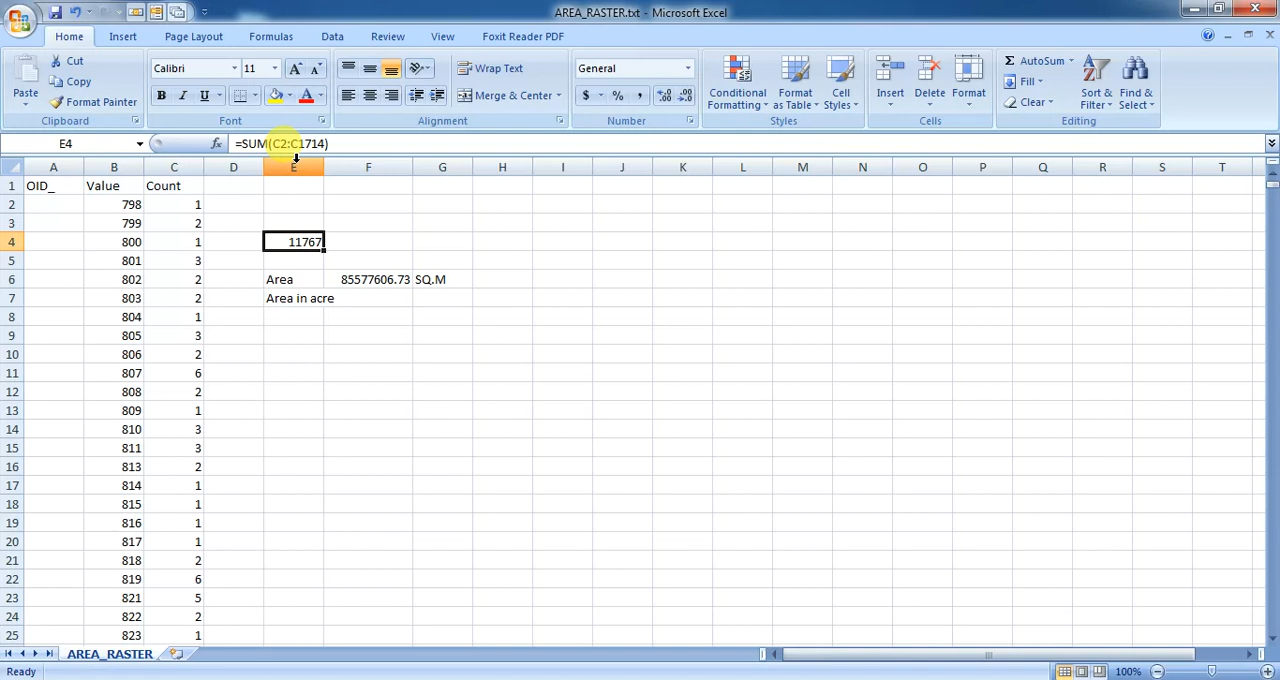 AREA_RASTER.txt - Microsoft Excel
Home Insert Page Layout Formulas Data Review View Foxit Reader PDF
Paste Cut Copy Format Painter Clipboard
Calibri 11 B I U A Font
Wrap Text Merge & Center Alignment
General $ % , Number
Conditional Formatting Format as Table Cell Styles Styles
Insert Delete Format Cells
Σ AutoSum Fill Clear Sort & Filter Find & Select Editing
E4 fx =SUM(C2:C1714)
A B C D E F G H I J K L M N O P Q R S T
1 OID_ Value Count
2 798 1
3 799 2
4 800 1 11767
5 801 3
6 802 2 Area 85577606.73 SQ.M
7 803 2 Area in acre
8 804 1
9 805 3
10 806 2
11 807 6
12 808 2
13 809 1
14 810 3
15 811 3
16 813 2
17 814 1
18 815 1
19 816 1
20 817 1
21 818 2
22 819 6
23 821 5
24 822 2
25 823 1
AREA_RASTER
Ready 100%